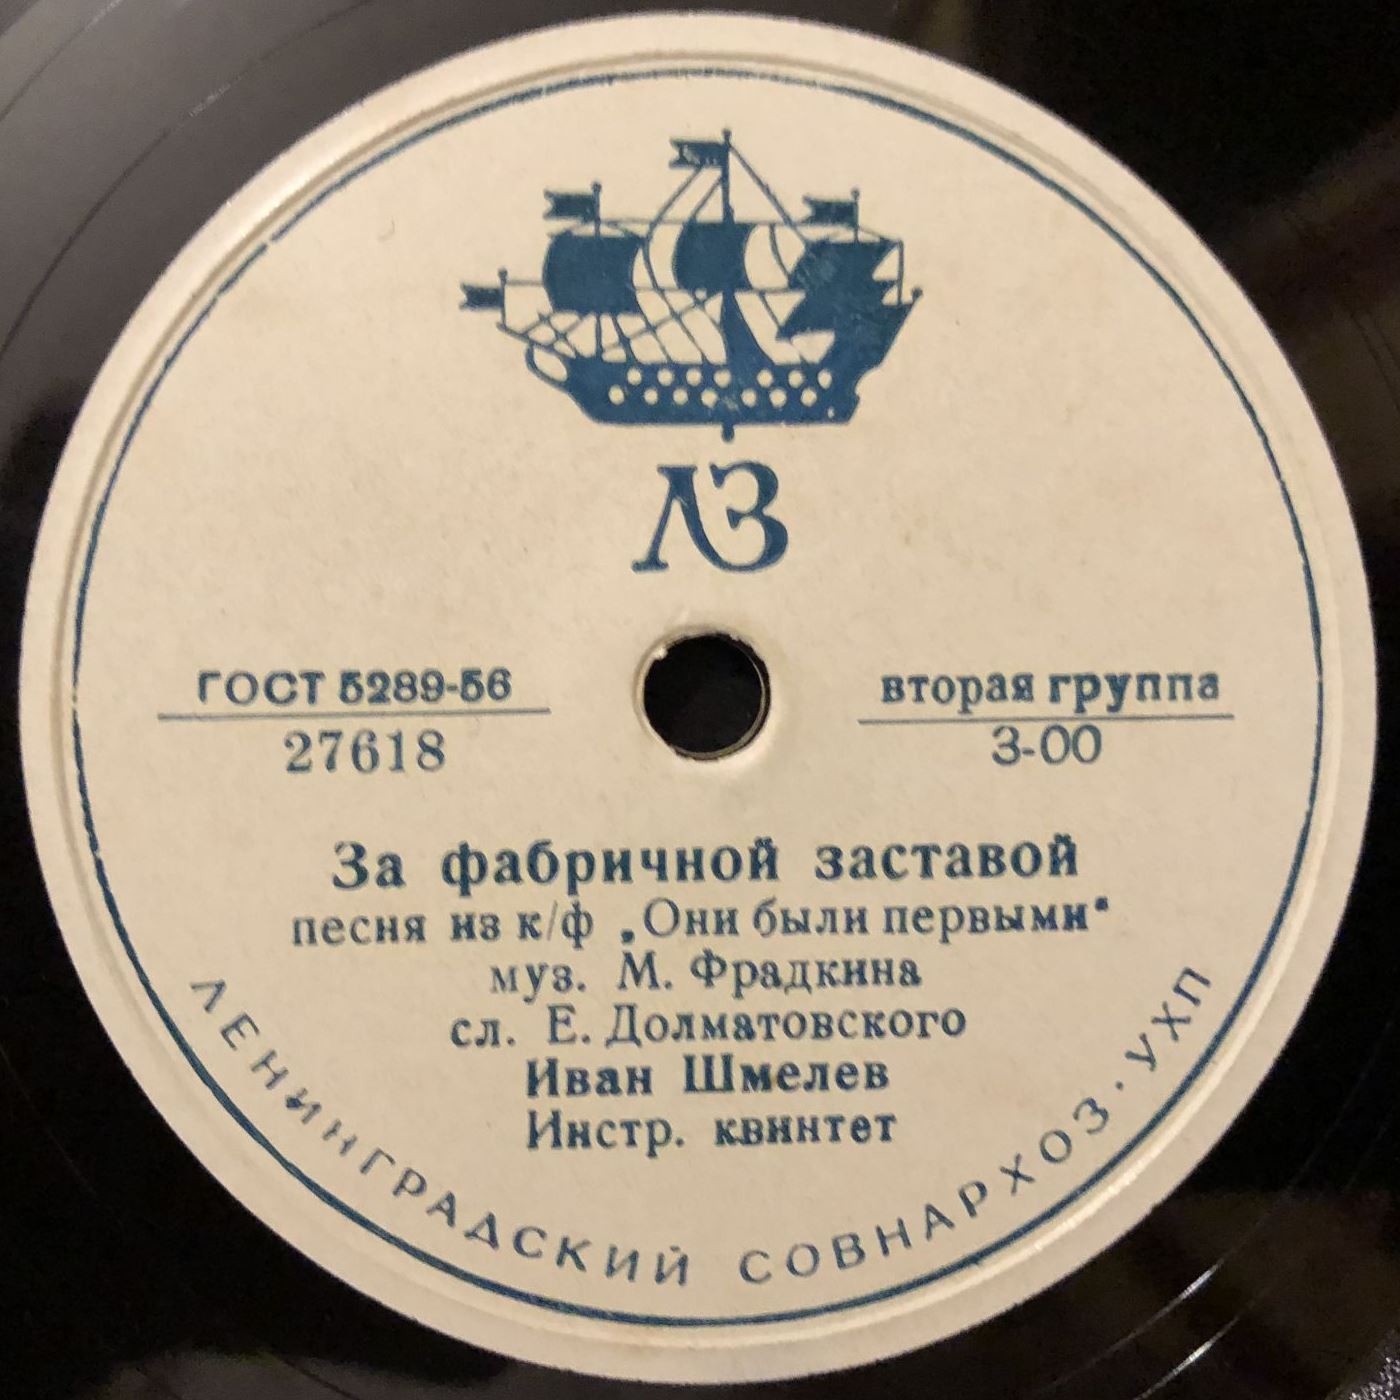 ЛЗ
ГОСТ 5289-56
27618
вторая группа
3-00
За фабричной заставой
песня из к/ф „Они были первыми"
муз. М. Фрадкина
сл. Е. Долматовского
Иван Шмелев
Инстр. квинтет
ЛЕНИНГРАДСКИЙ СОВНАРХОЗ · УХП